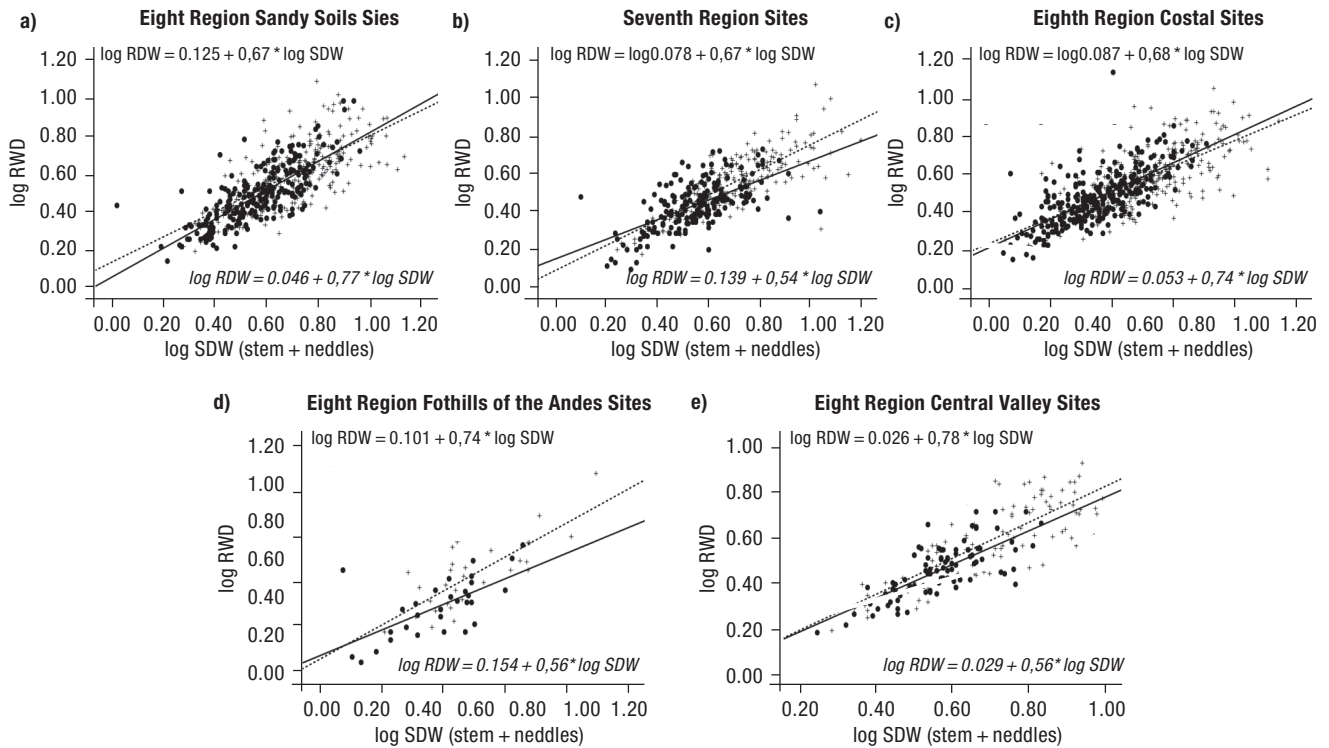 a) Eight Region Sandy Soils Sies
log RDW = 0.125 + 0,67 * log SDW
1.20
1.00
0.80
0.60
0.40
0.20
0.00
log RWD
log RDW = 0.046 + 0,77 * log SDW
0.00 0.20 0.40 0.60 0.80 1.00 1.20
log SDW (stem + neddles)
b) Seventh Region Sites
log RDW = log0.078 + 0,67 * log SDW
1.20
1.00
0.80
0.60
0.40
0.20
0.00
log RWD
log RDW = 0.139 + 0,54 * log SDW
0.00 0.20 0.40 0.60 0.80 1.00 1.20
log SDW (stem + neddles)
c) Eighth Region Costal Sites
log RDW = log0.087 + 0,68 * log SDW
1.20
1.00
0.80
0.60
0.40
0.20
0.00
log RWD
log RDW = 0.053 + 0,74 * log SDW
0.00 0.20 0.40 0.60 0.80 1.00 1.20
log SDW (stem + neddles)
d) Eight Region Fothills of the Andes Sites
log RDW = 0.101 + 0,74 * log SDW
1.20
1.00
0.80
0.60
0.40
0.20
0.00
log RWD
log RDW = 0.154 + 0,56* log SDW
0.00 0.20 0.40 0.60 0.80 1.00 1.20
log SDW (stem + neddles)
e) Eight Region Central Valley Sites
log RDW = 0.026 + 0,78 * log SDW
1.00
0.80
0.60
0.40
0.20
0.00
log RWD
log RDW = 0.029 + 0,56* log SDW
0.20 0.40 0.60 0.80 1.00
log SDW (stem + neddles)